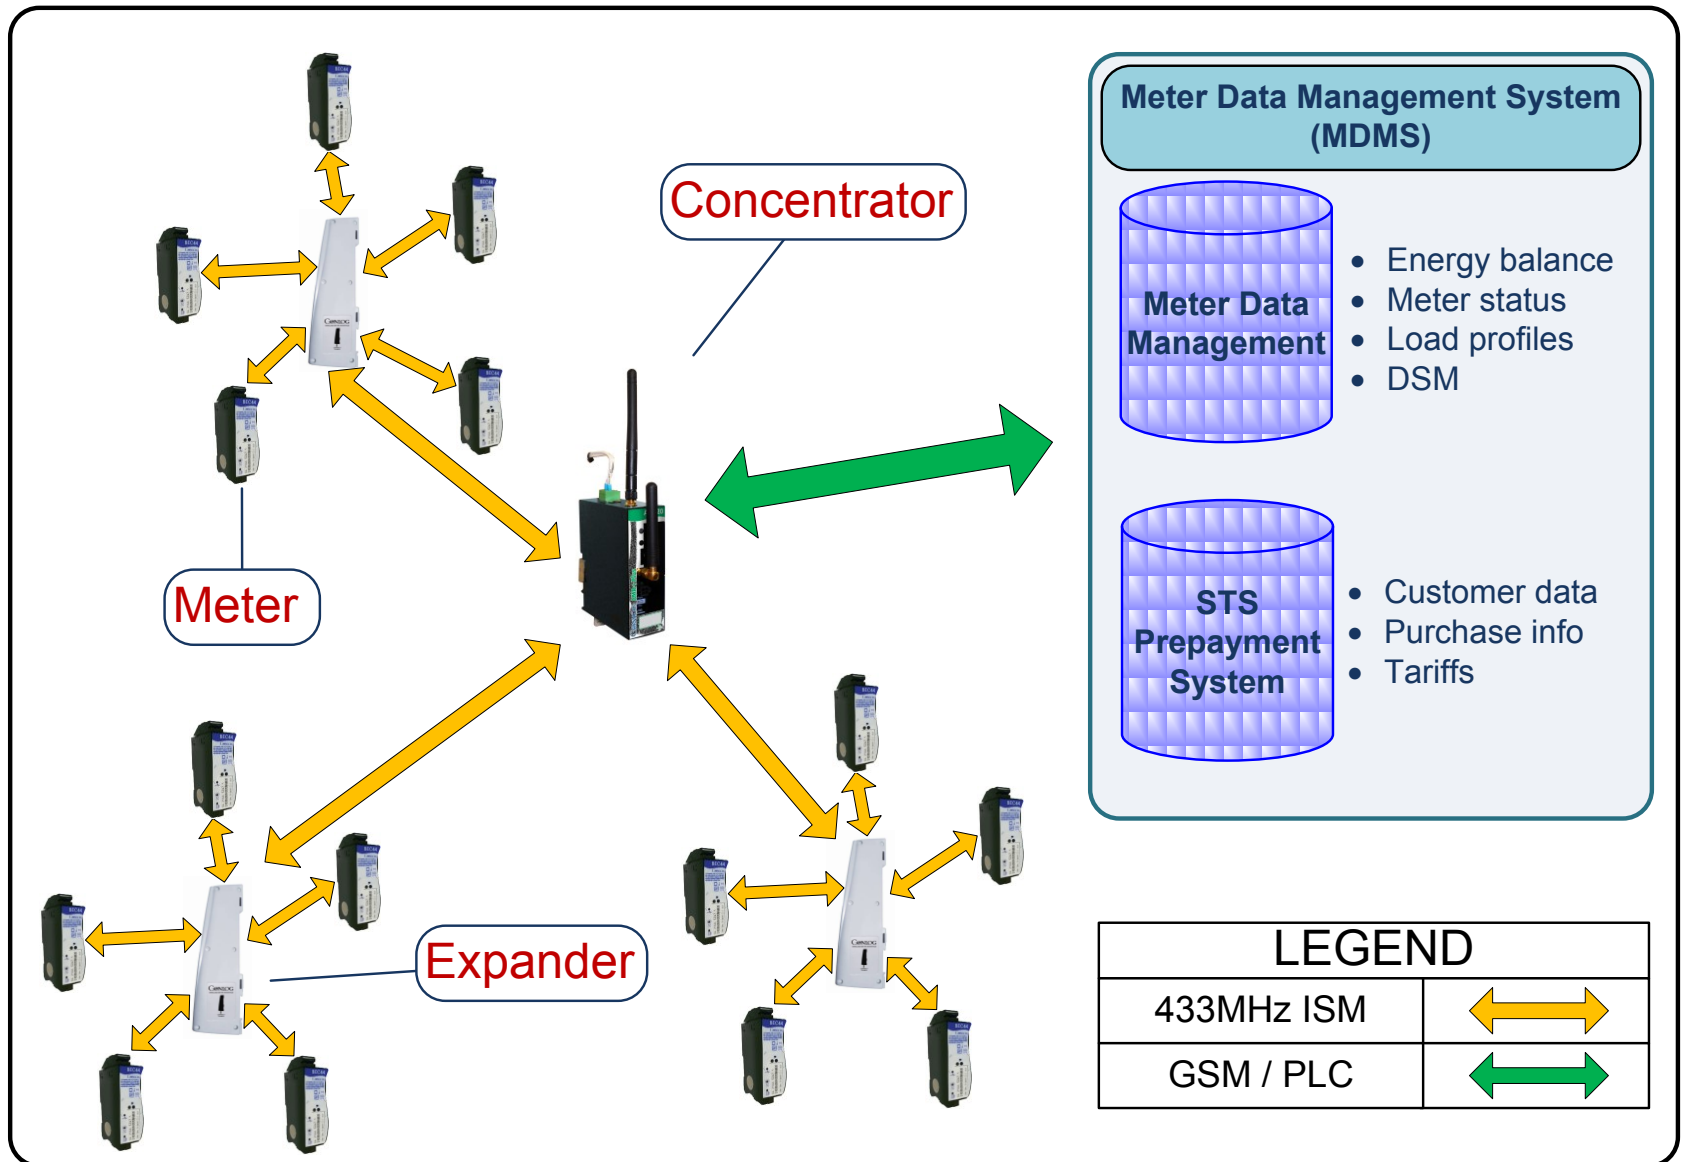 Meter Data Management System
(MDMS)
Concentrator
Meter Data
Management
• Energy balance
• Meter status
• Load profiles
• DSM
Meter
STS
Prepayment
System
• Customer data
• Purchase info
• Tariffs
Expander
LEGEND
433MHz ISM
GSM / PLC